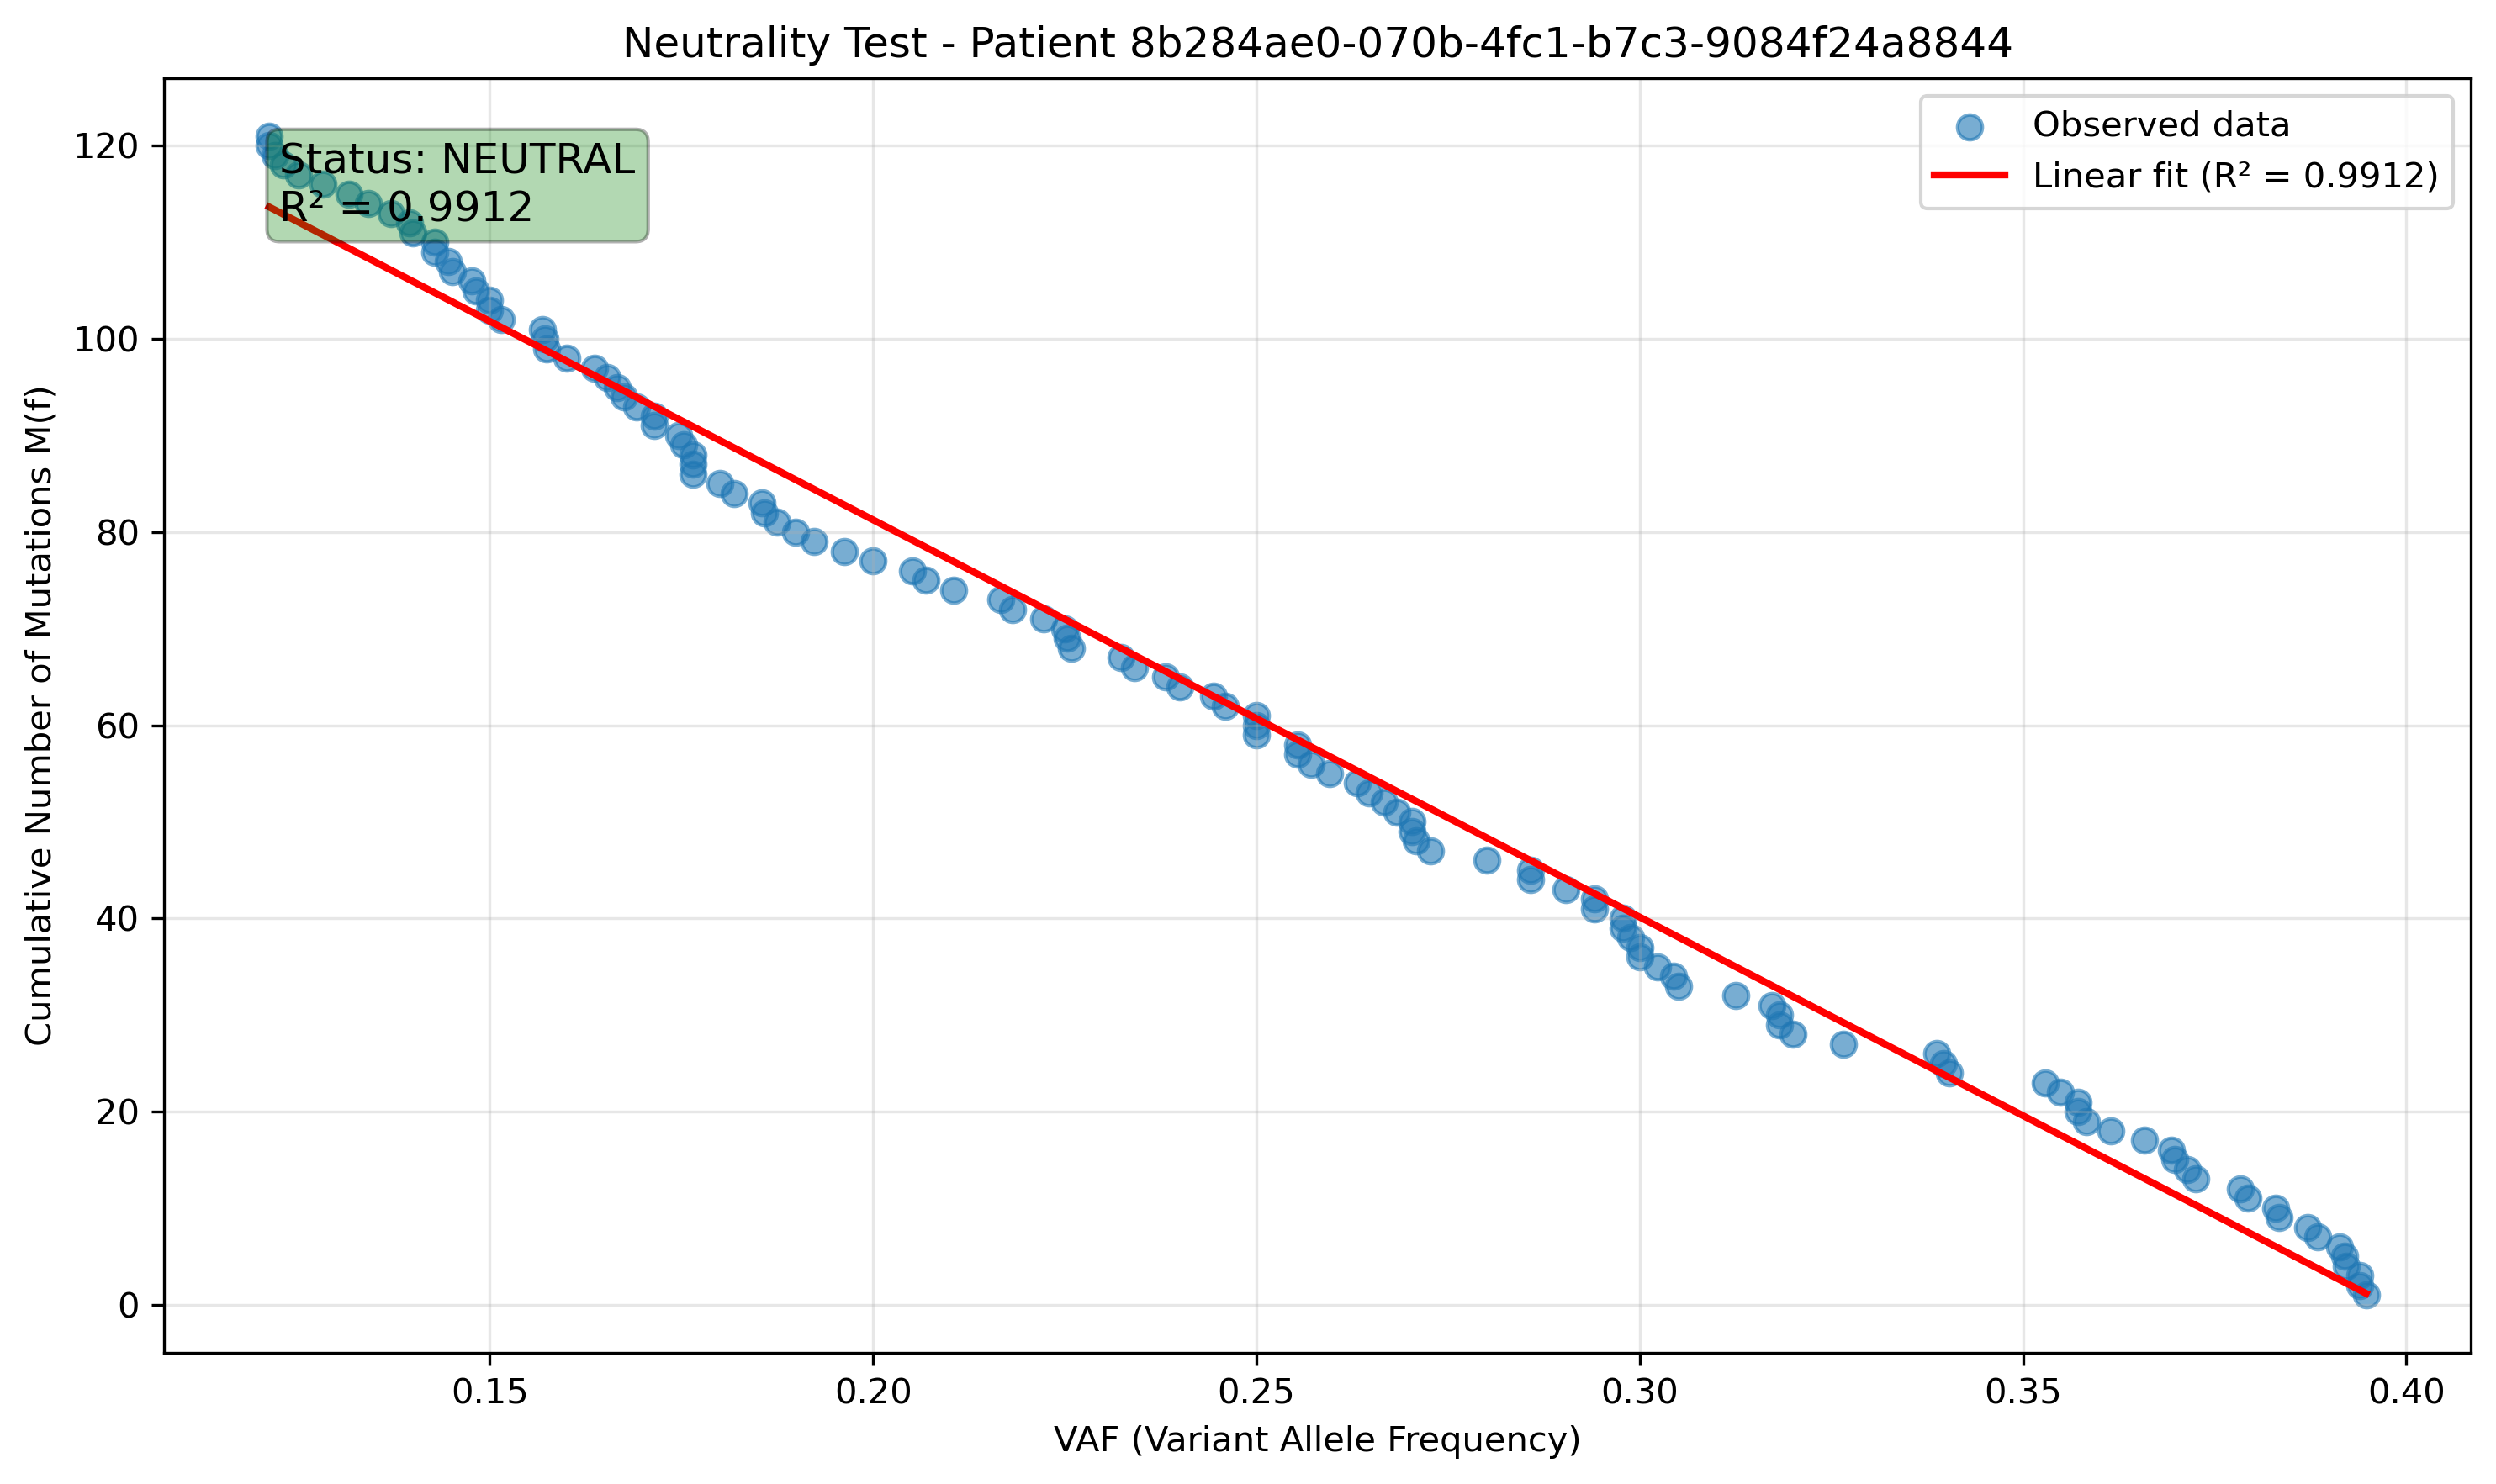 Neutrality Test - Patient 8b284ae0-070b-4fc1-b7c3-9084f24a8844
Status: NEUTRAL
R² = 0.9912
Observed data
Linear fit (R² = 0.9912)
Cumulative Number of Mutations M(f)
120
100
80
60
40
20
0
0.15
0.20
0.25
0.30
0.35
0.40
VAF (Variant Allele Frequency)